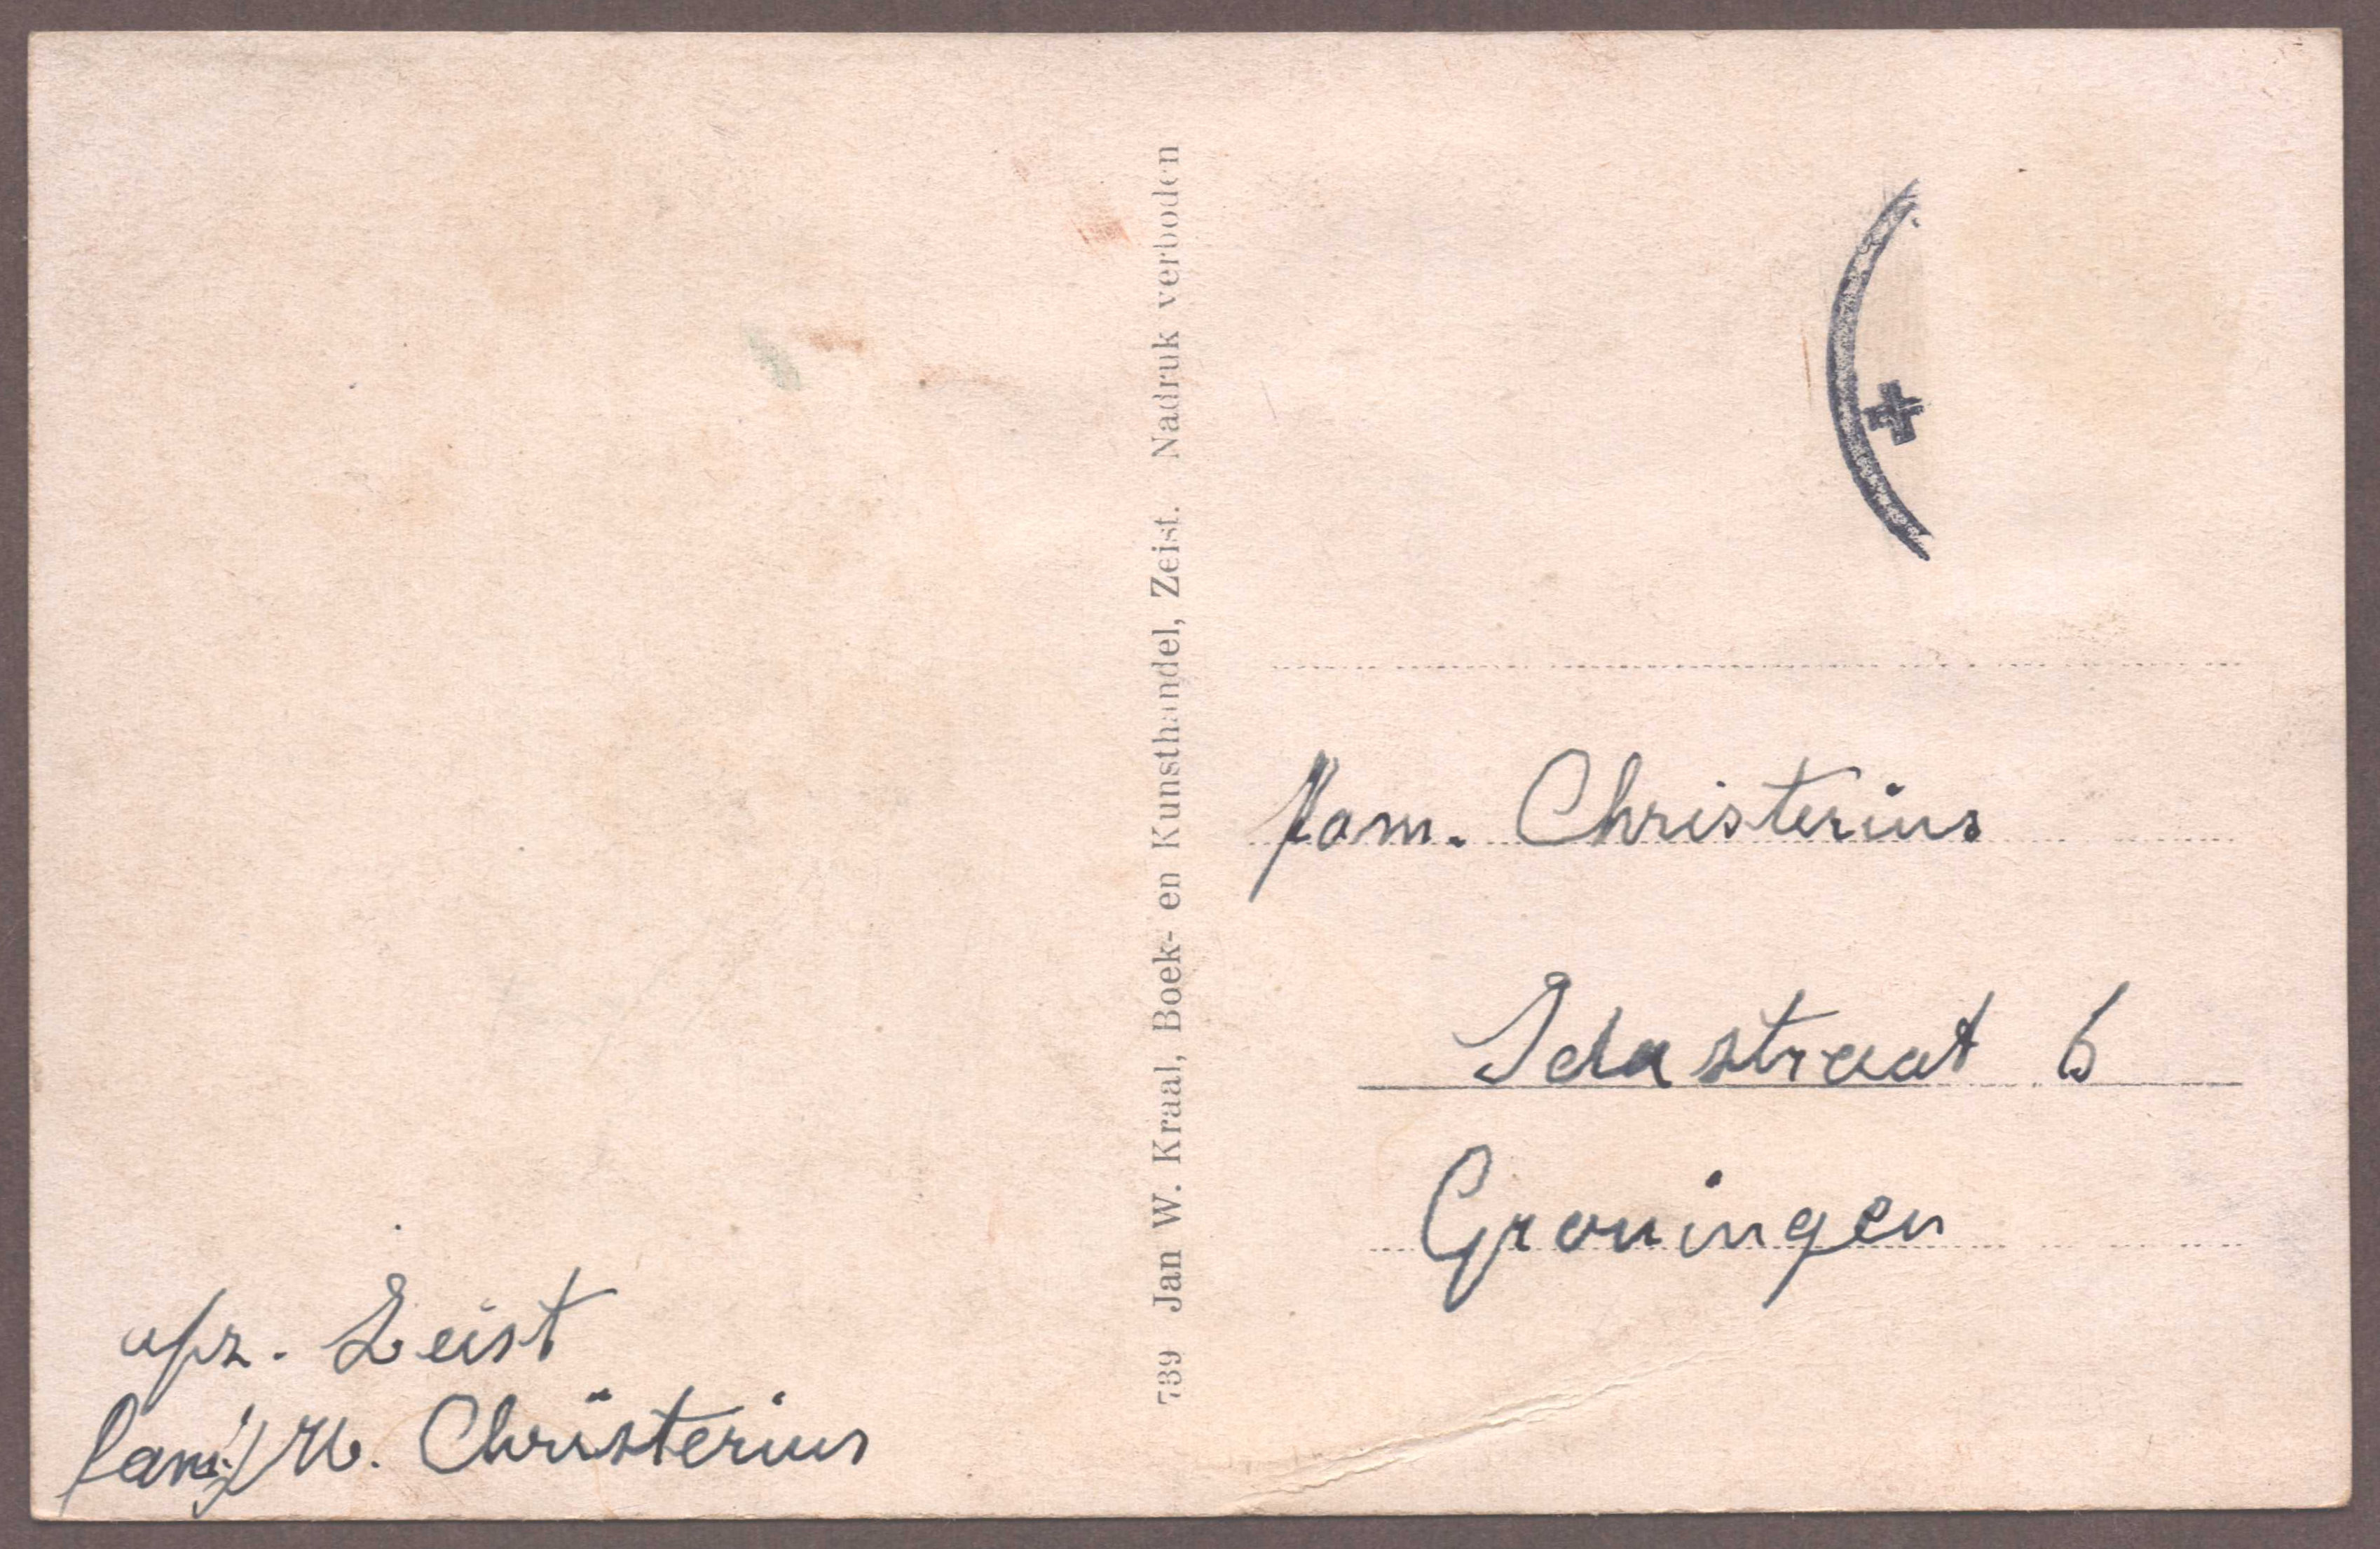 739 Jan W. Kraal, Boek- en Kunsthandel, Zeist. Nadruk verboden
fam. Christerius
Idastraat 6
Groningen
afz. Zeist
fam. W. Christerius